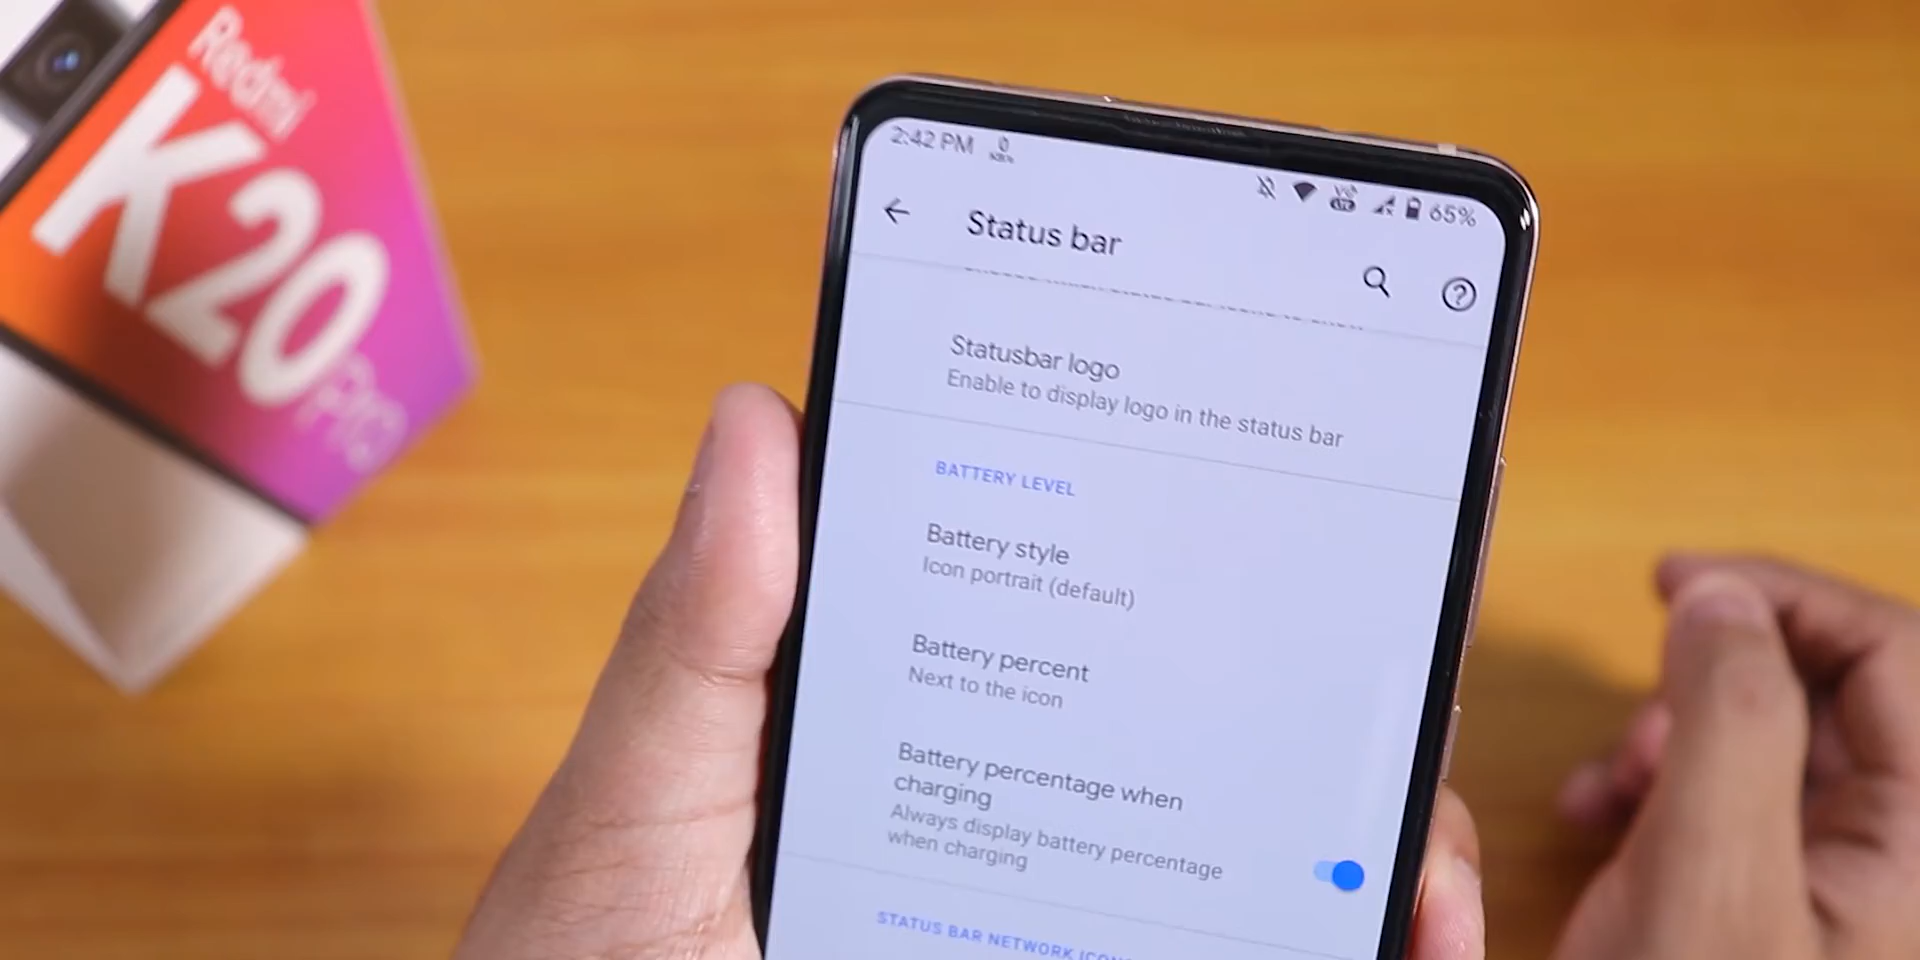 Redmi
K20
PRO
2:42 PM
0
65%
Status bar
Statusbar logo
Enable to display logo in the status bar
BATTERY LEVEL
Battery style
Icon portrait (default)
Battery percent
Next to the icon
Battery percentage when
charging
Always display battery percentage
when charging
STATUS BAR NETWORK